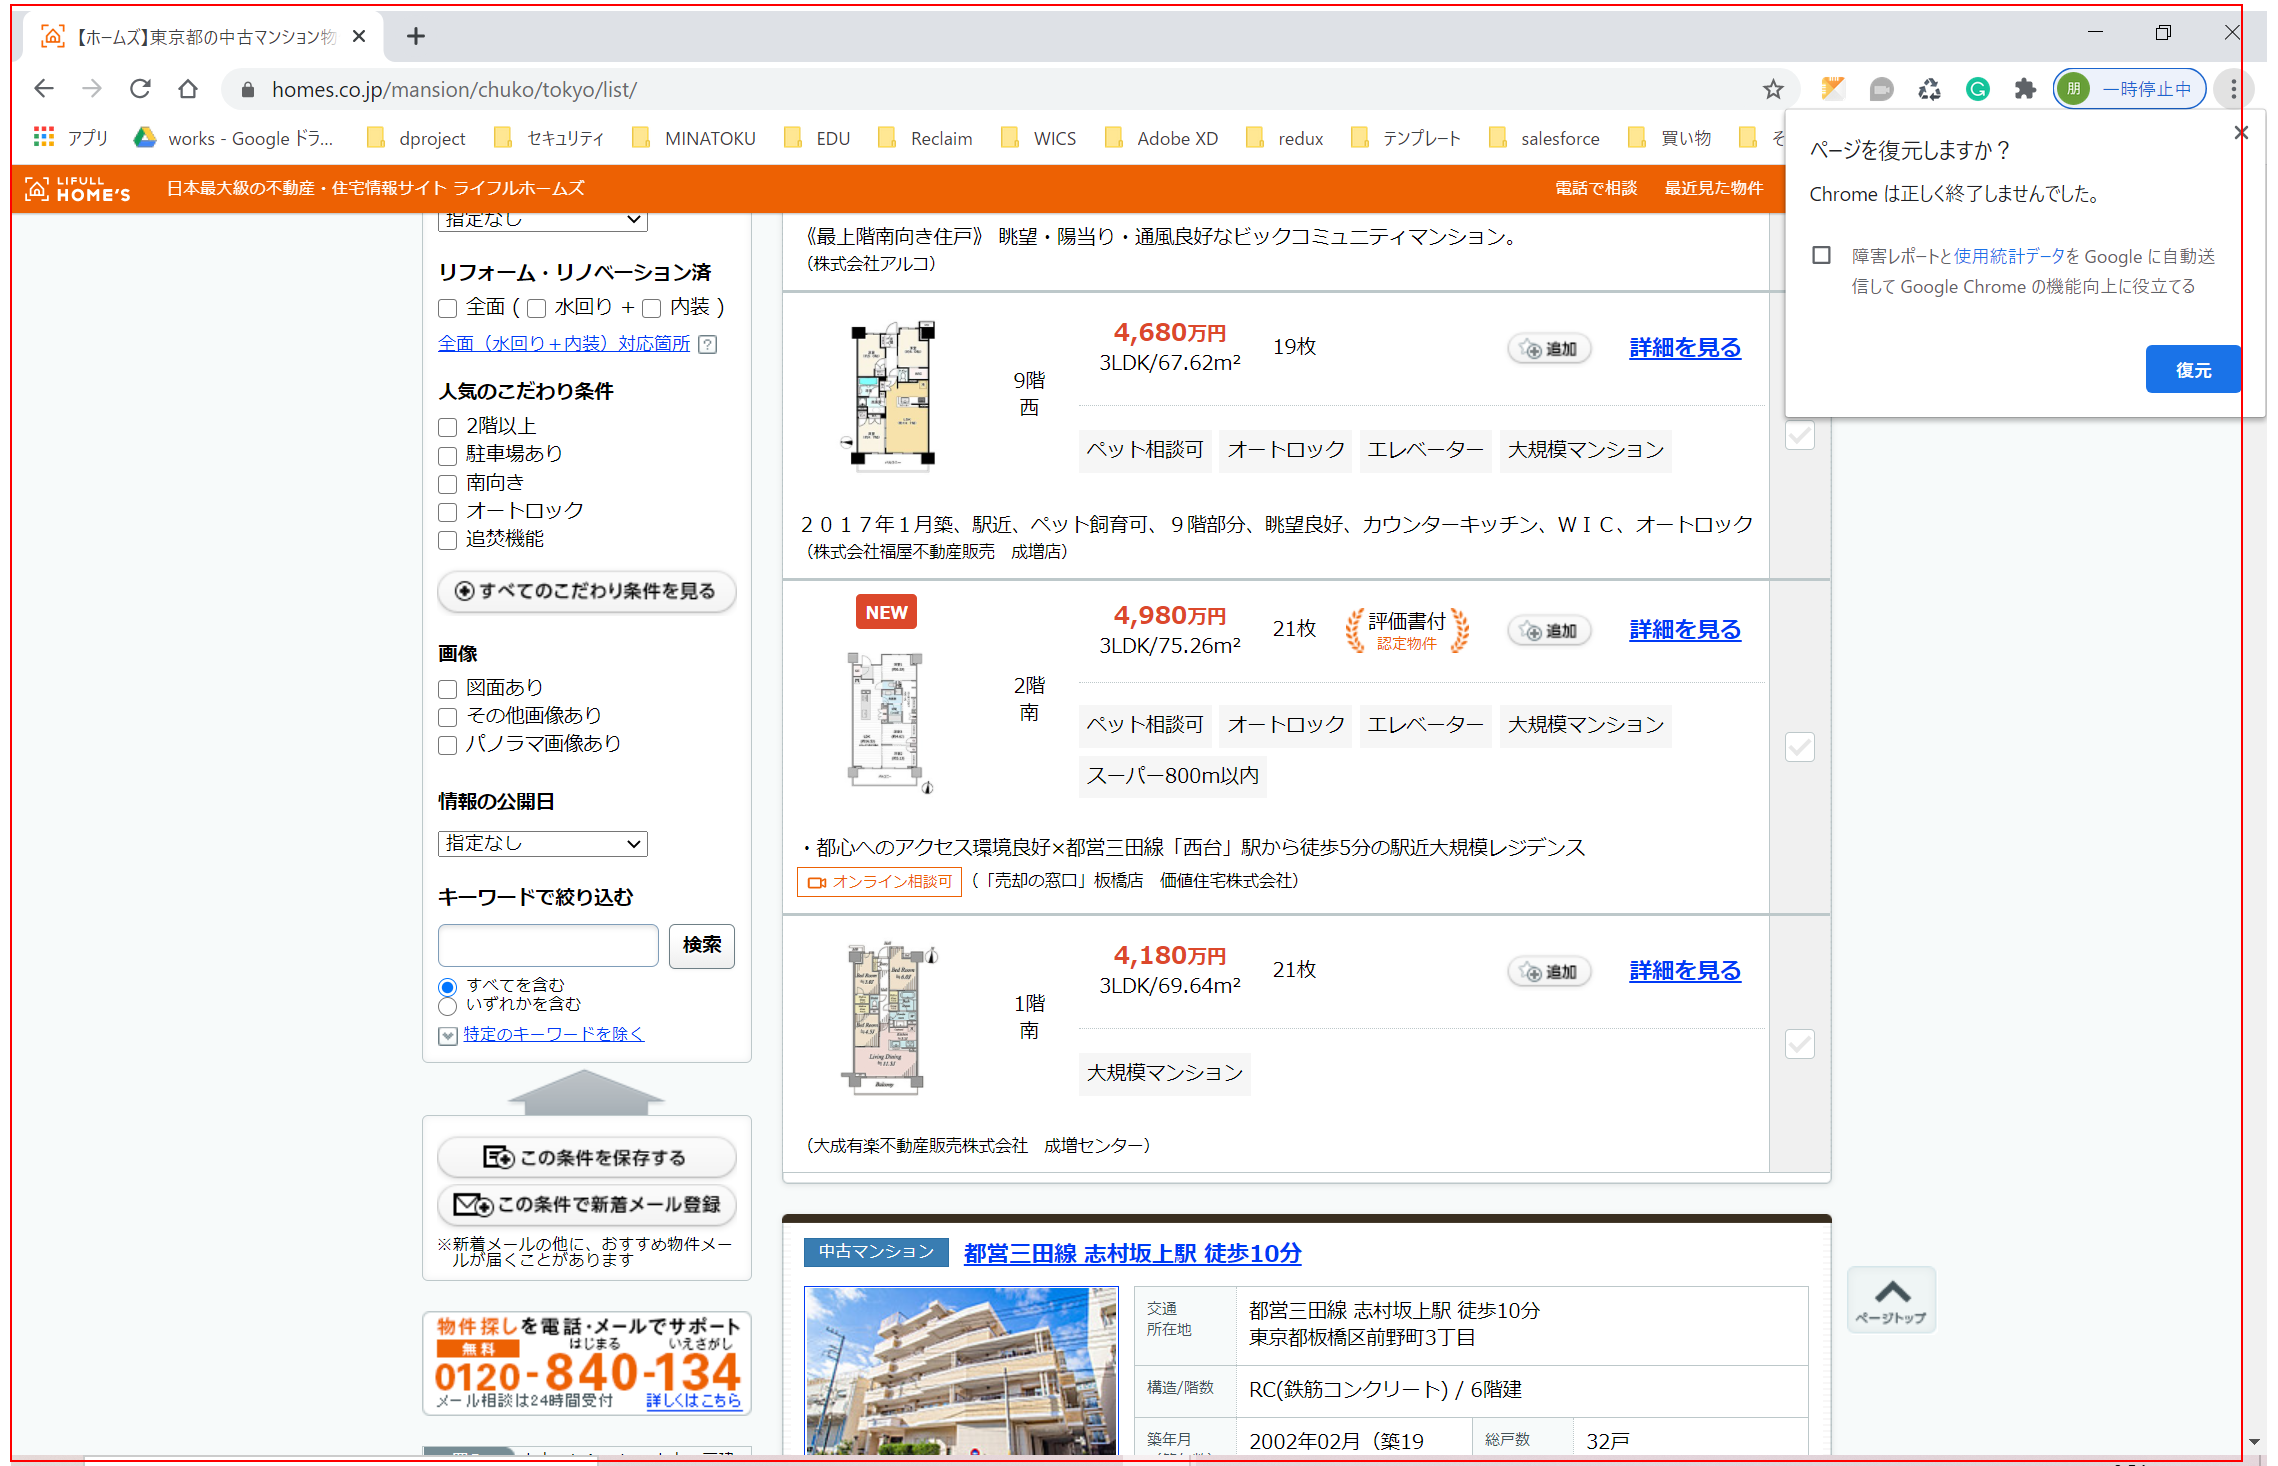 【ホームズ】東京都の中古マンション物
homes.co.jp/mansion/chuko/tokyo/list/
朋 一時停止中
アプリ works - Google ドラ... dproject セキュリティ MINATOKU EDU Reclaim WICS Adobe XD redux テンプレート salesforce 買い物 そ
ページを復元しますか？
Chrome は正しく終了しませんでした。
障害レポートと使用統計データを Google に自動送
信して Google Chrome の機能向上に役立てる
復元
LIFULL
HOME'S
日本最大級の不動産・住宅情報サイト ライフルホームズ
電話で相談 最近見た物件
指定なし
リフォーム・リノベーション済
全面 ( 水回り + 内装 )
全面（水回り＋内装）対応箇所 ?
人気のこだわり条件
2階以上
駐車場あり
南向き
オートロック
追焚機能
すべてのこだわり条件を見る
画像
図面あり
その他画像あり
パノラマ画像あり
情報の公開日
指定なし
キーワードで絞り込む
検索
すべてを含む
いずれかを含む
特定のキーワードを除く
この条件を保存する
この条件で新着メール登録
※新着メールの他に、おすすめ物件メー
ルが届くことがあります
物件探しを電話・メールでサポート
無料 はじまる いえさがし
0120-840-134
メール相談は24時間受付 詳しくはこちら
《最上階南向き住戸》 眺望・陽当り・通風良好なビックコミュニティマンション。
（株式会社アルコ）
9階
西
4,680万円
3LDK/67.62m²
19枚
追加
詳細を見る
ペット相談可 オートロック エレベーター 大規模マンション
２０１７年１月築、駅近、ペット飼育可、９階部分、眺望良好、カウンターキッチン、ＷＩＣ、オートロック
（株式会社福屋不動産販売 成増店）
NEW
2階
南
4,980万円
3LDK/75.26m²
21枚
評価書付
認定物件
追加
詳細を見る
ペット相談可 オートロック エレベーター 大規模マンション
スーパー800m以内
・都心へのアクセス環境良好×都営三田線「西台」駅から徒歩5分の駅近大規模レジデンス
オンライン相談可 （「売却の窓口」板橋店 価値住宅株式会社）
1階
南
4,180万円
3LDK/69.64m²
21枚
追加
詳細を見る
大規模マンション
Bed Room
Bed Room
Bed Room
Living Dining
Balcony
（大成有楽不動産販売株式会社 成増センター）
中古マンション 都営三田線 志村坂上駅 徒歩10分
交通
所在地
都営三田線 志村坂上駅 徒歩10分
東京都板橋区前野町3丁目
構造/階数 RC(鉄筋コンクリート) / 6階建
築年月 2002年02月（築19 総戸数 32戸
ページトップ